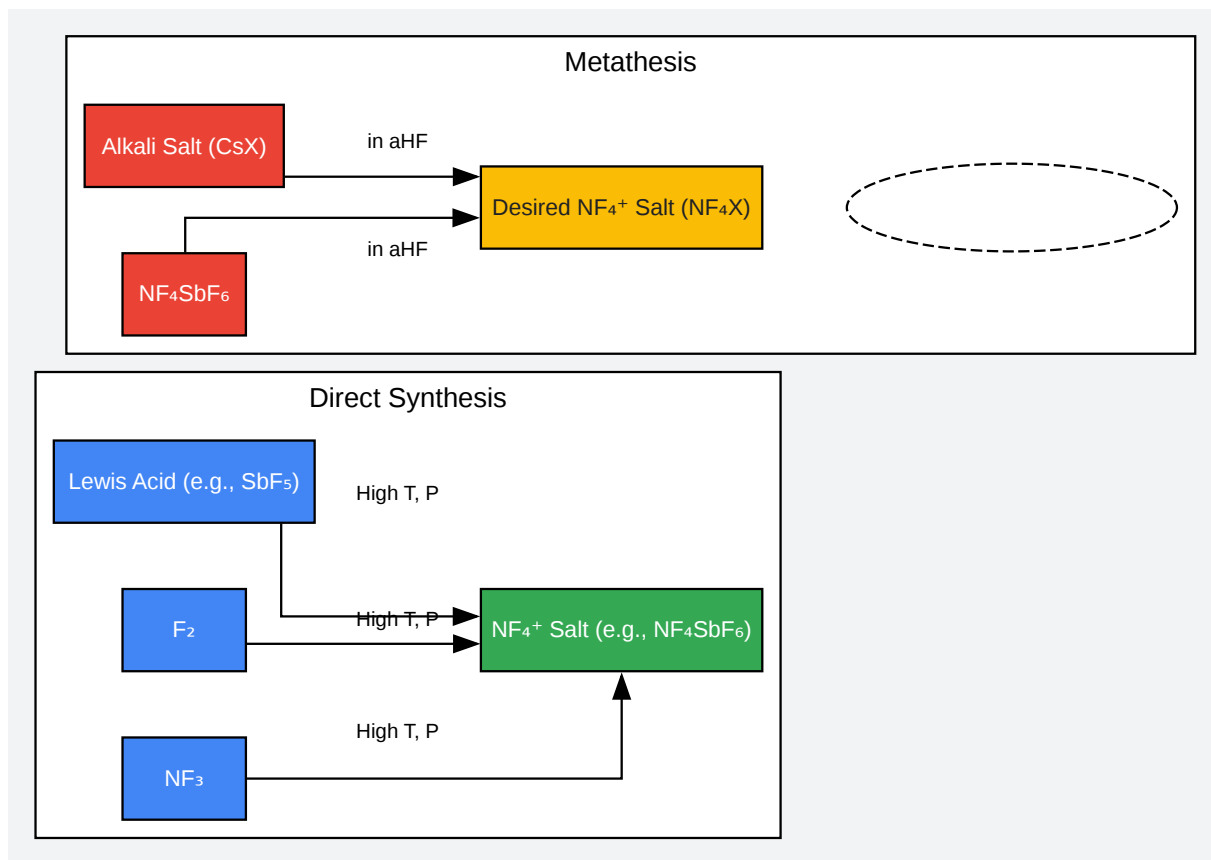 Metathesis
Alkali Salt (CsX)
in aHF
Desired NF₄⁺ Salt (NF₄X)
in aHF
NF₄SbF₆
Direct Synthesis
Lewis Acid (e.g., SbF₅)
High T, P
F₂
High T, P
NF₄⁺ Salt (e.g., NF₄SbF₆)
High T, P
NF₃